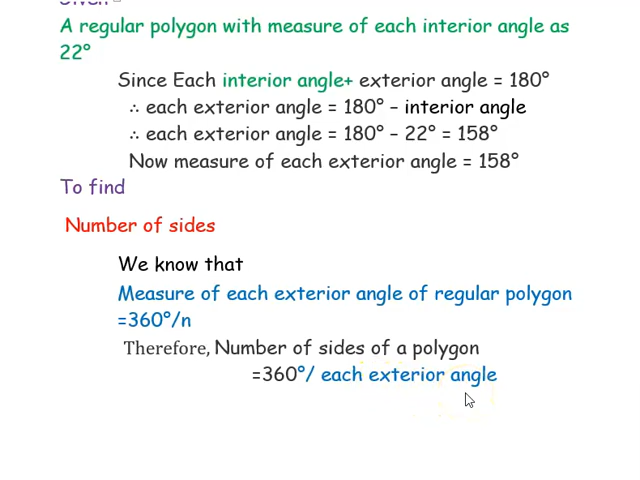 Given
A regular polygon with measure of each interior angle as
22°
Since Each interior angle+ exterior angle = 180°
∴ each exterior angle = 180° – interior angle
∴ each exterior angle = 180° – 22° = 158°
Now measure of each exterior angle = 158°
To find
Number of sides
We know that
Measure of each exterior angle of regular polygon
=360°/n
Therefore, Number of sides of a polygon
=360°/ each exterior angle